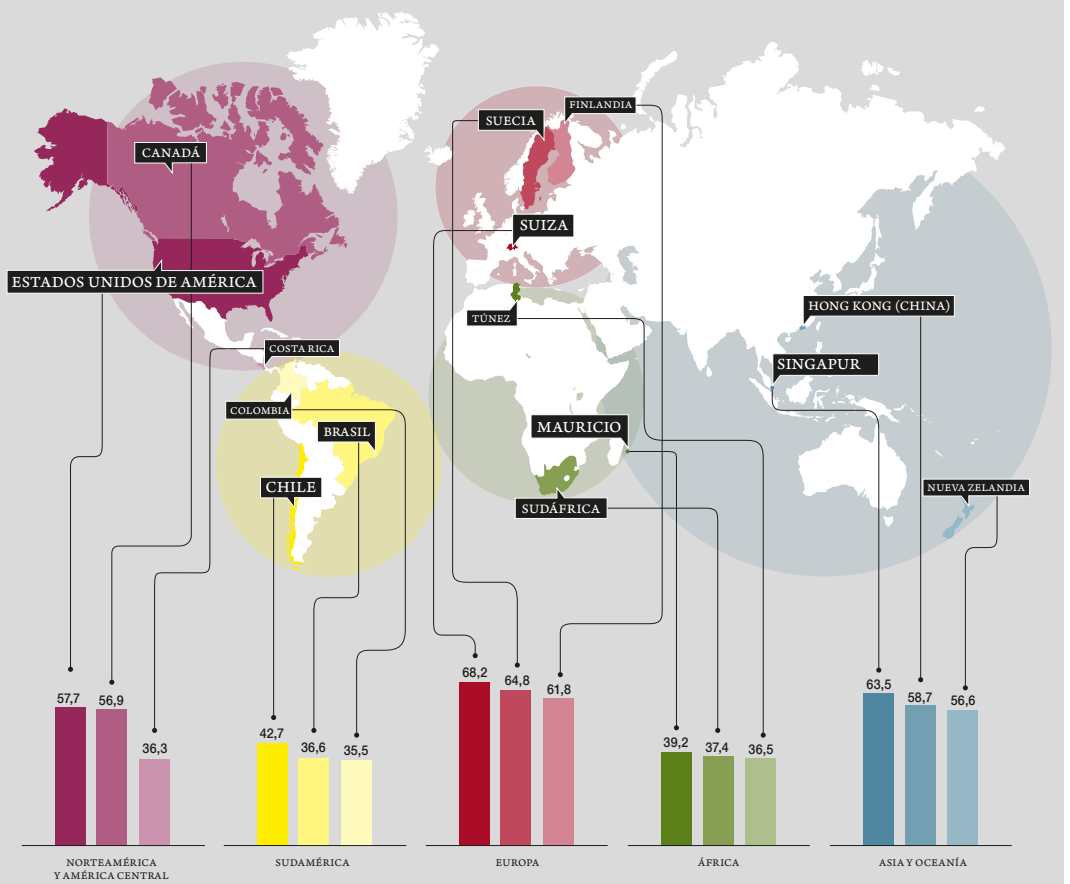 FINLANDIA
SUECIA
CANADÁ
SUIZA
ESTADOS UNIDOS DE AMÉRICA
HONG KONG (CHINA)
TÚNEZ
COSTA RICA
SINGAPUR
COLOMBIA
BRASIL
MAURICIO
CHILE
NUEVA ZELANDIA
SUDÁFRICA
57,7
56,9
36,3
42,7
36,6
35,5
68,2
64,8
61,8
39,2
37,4
36,5
63,5
58,7
56,6
NORTEAMÉRICA
Y AMÉRICA CENTRAL
SUDAMÉRICA
EUROPA
ÁFRICA
ASIA Y OCEANÍA